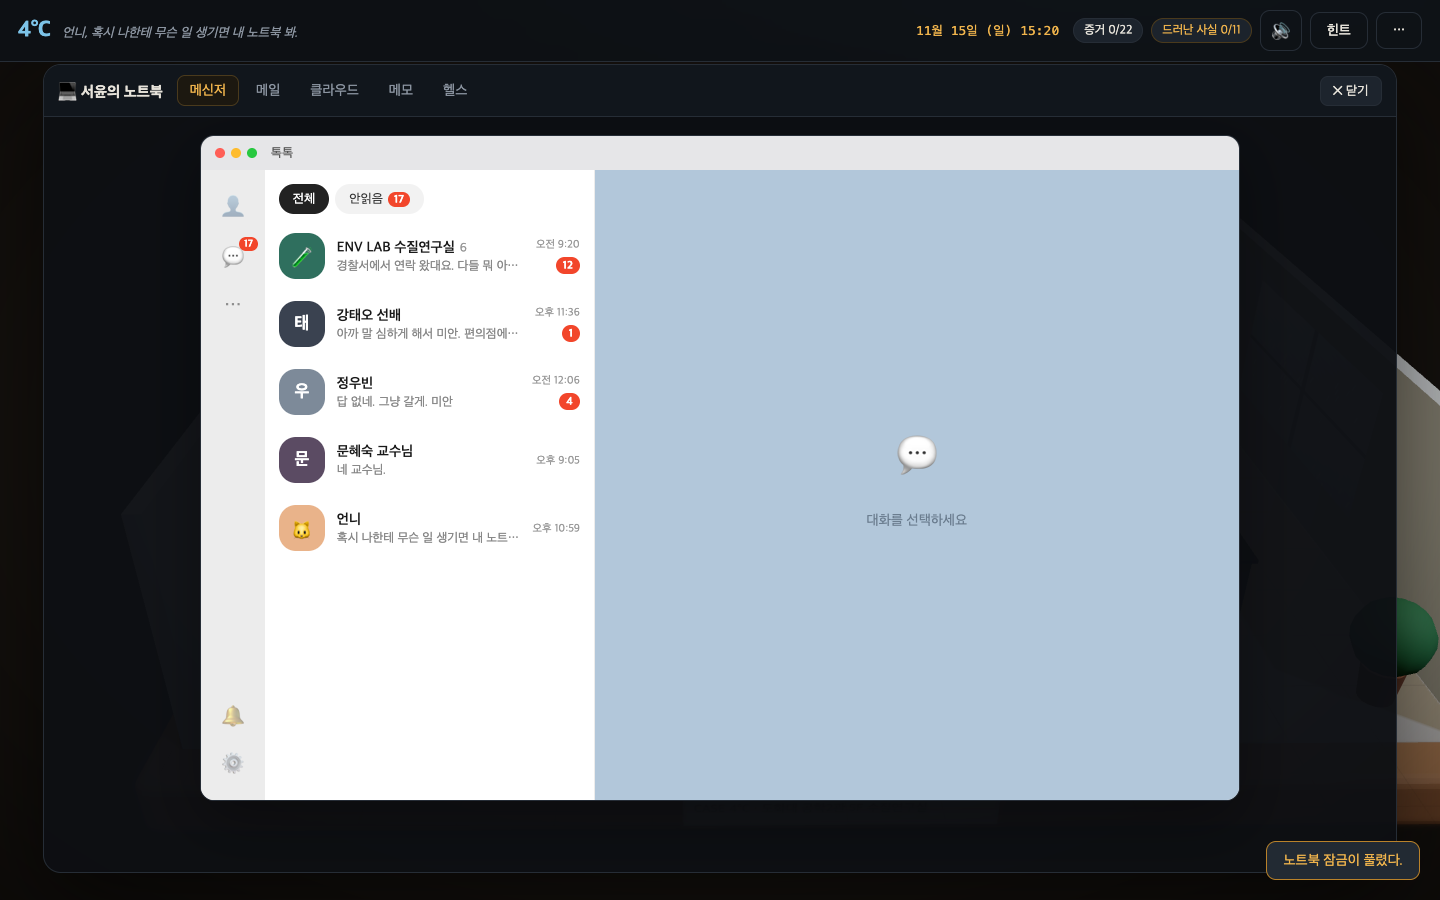 4°C
언니, 혹시 나한테 무슨 일 생기면 내 노트북 봐.
11월 15일 (일) 15:20
증거 0/22
드러난 사실 0/11
힌트
···
서윤의 노트북
메신저
메일
클라우드
메모
헬스
✕ 닫기
톡톡
17
전체
안읽음 17
ENV LAB 수질연구실 6
오전 9:20
경찰서에서 연락 왔대요. 다들 뭐 아···
12
태
강태오 선배
오후 11:36
아까 말 심하게 해서 미안. 편의점에···
1
우
정우빈
오전 12:06
답 없네. 그냥 갈게. 미안
4
문
문혜숙 교수님
오후 9:05
네 교수님.
언니
오후 10:59
혹시 나한테 무슨 일 생기면 내 노트···
대화를 선택하세요
노트북 잠금이 풀렸다.